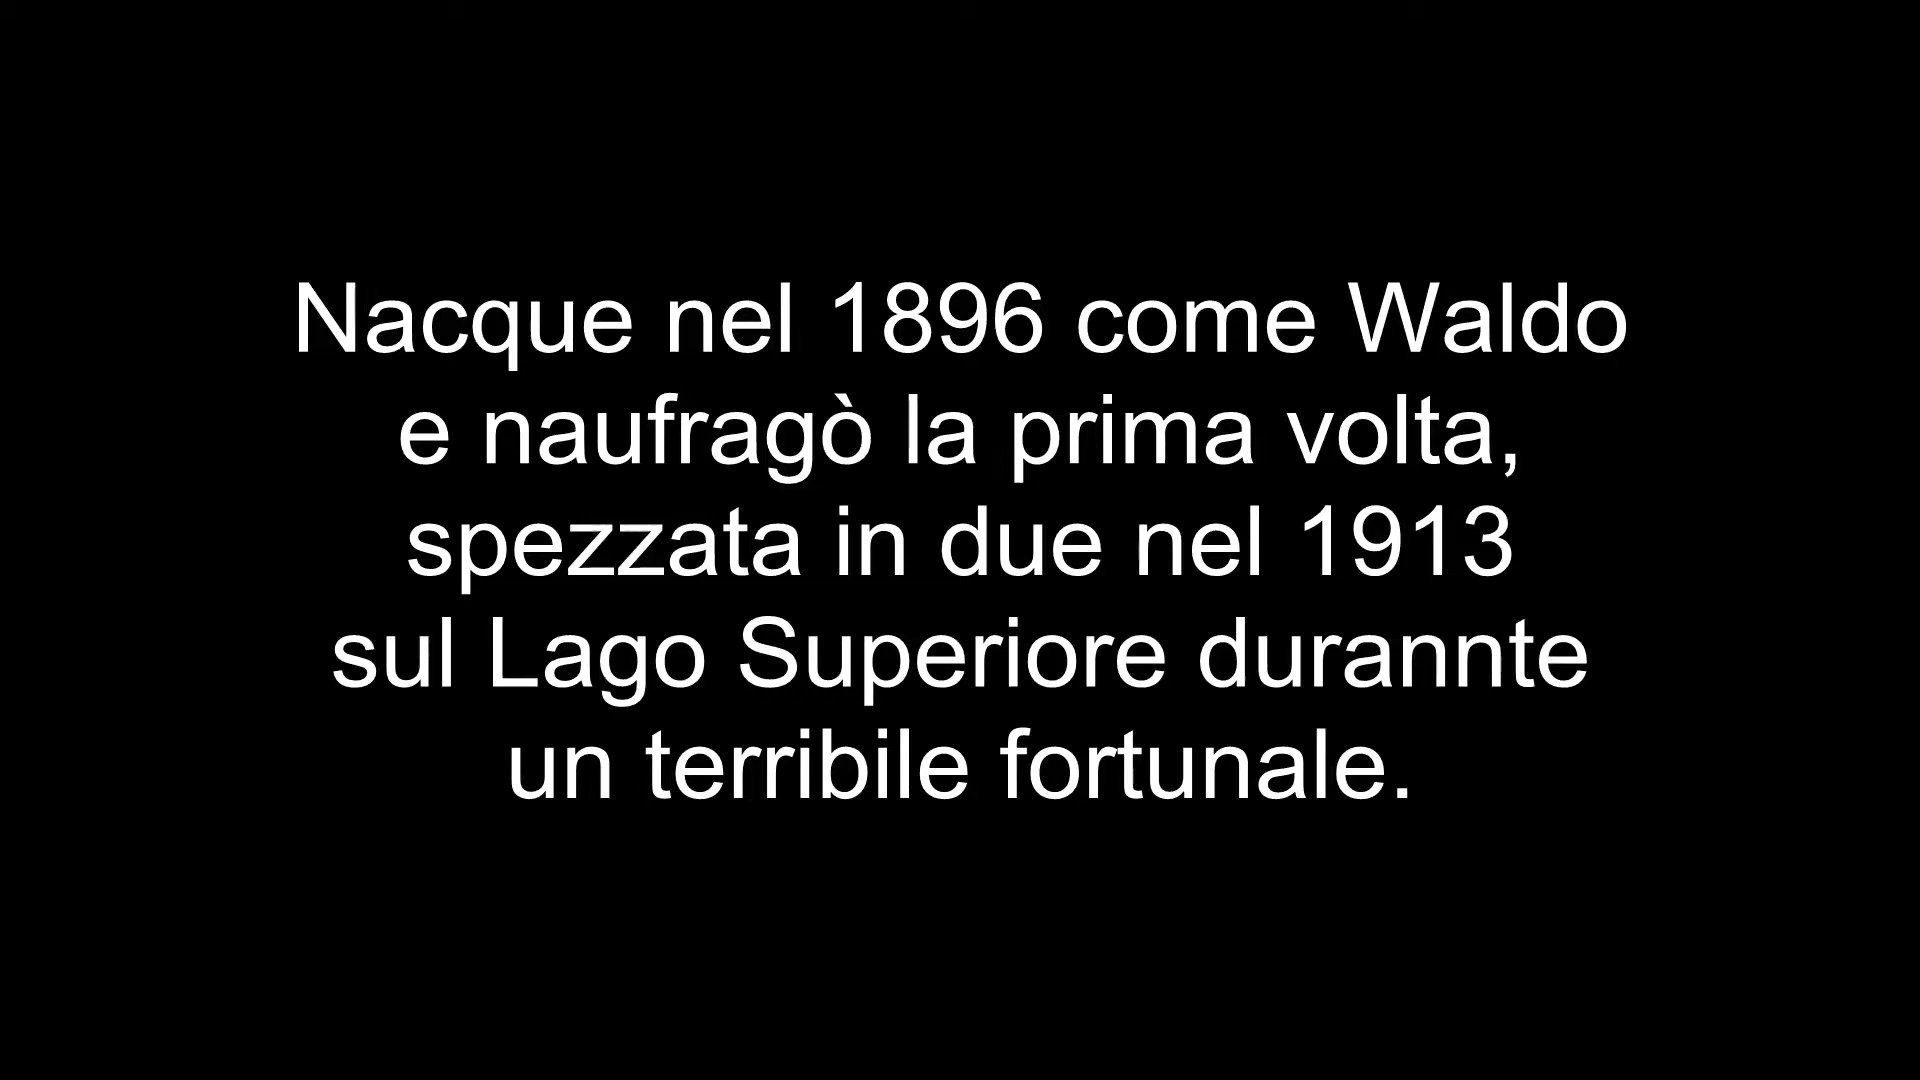 Nacque nel 1896 come Waldo
e naufragò la prima volta,
spezzata in due nel 1913
sul Lago Superiore durannte
un terribile fortunale.